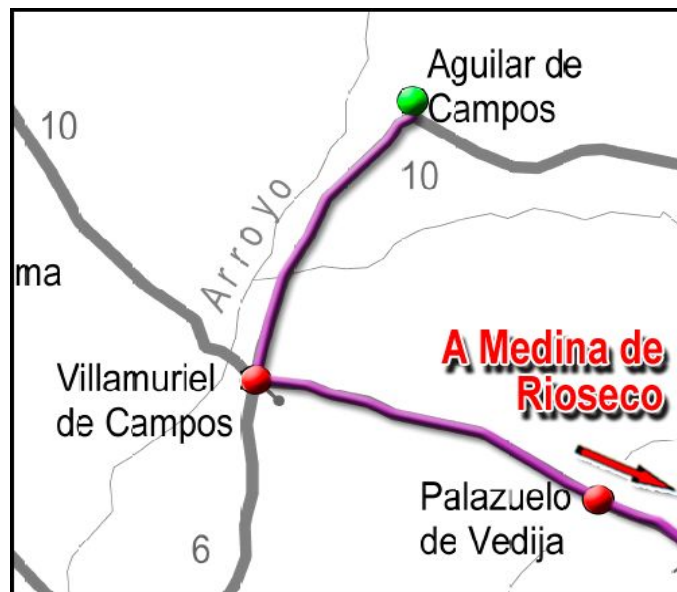 Aguilar de
Campos
10
10
Arroyo
ma
A Medina de
Rioseco
Villamuriel
de Campos
Palazuelo
de Vedija
6